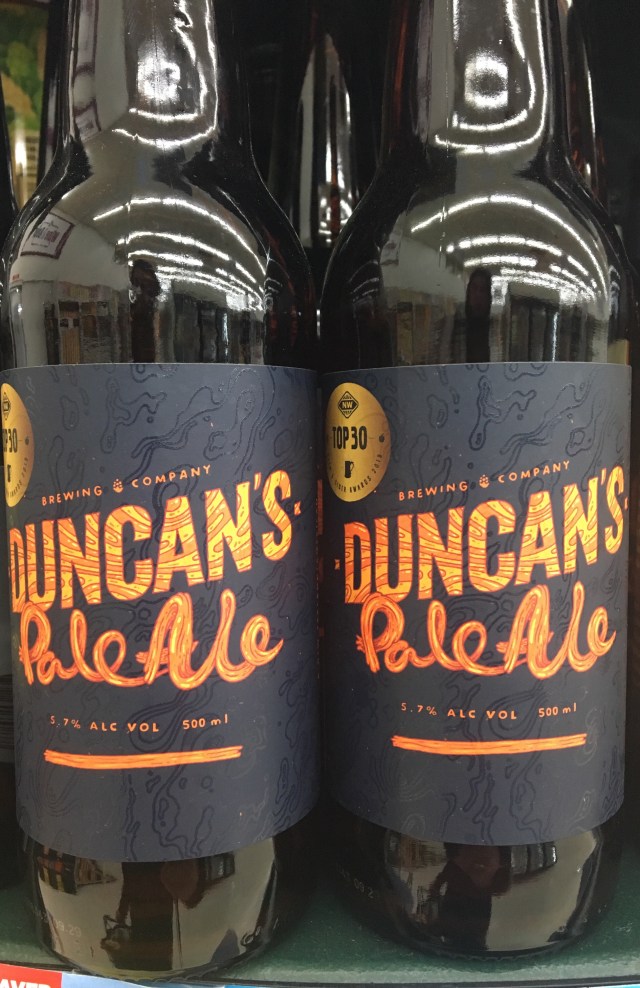 NW
TOP 30
BREWING COMPANY
DUNCAN'S
Pale Ale
5.7% ALC VOL 500 ml
NW
TOP 30
AWARDS
BREWING COMPANY
DUNCAN'S
Pale Ale
5.7% ALC VOL 500 ml